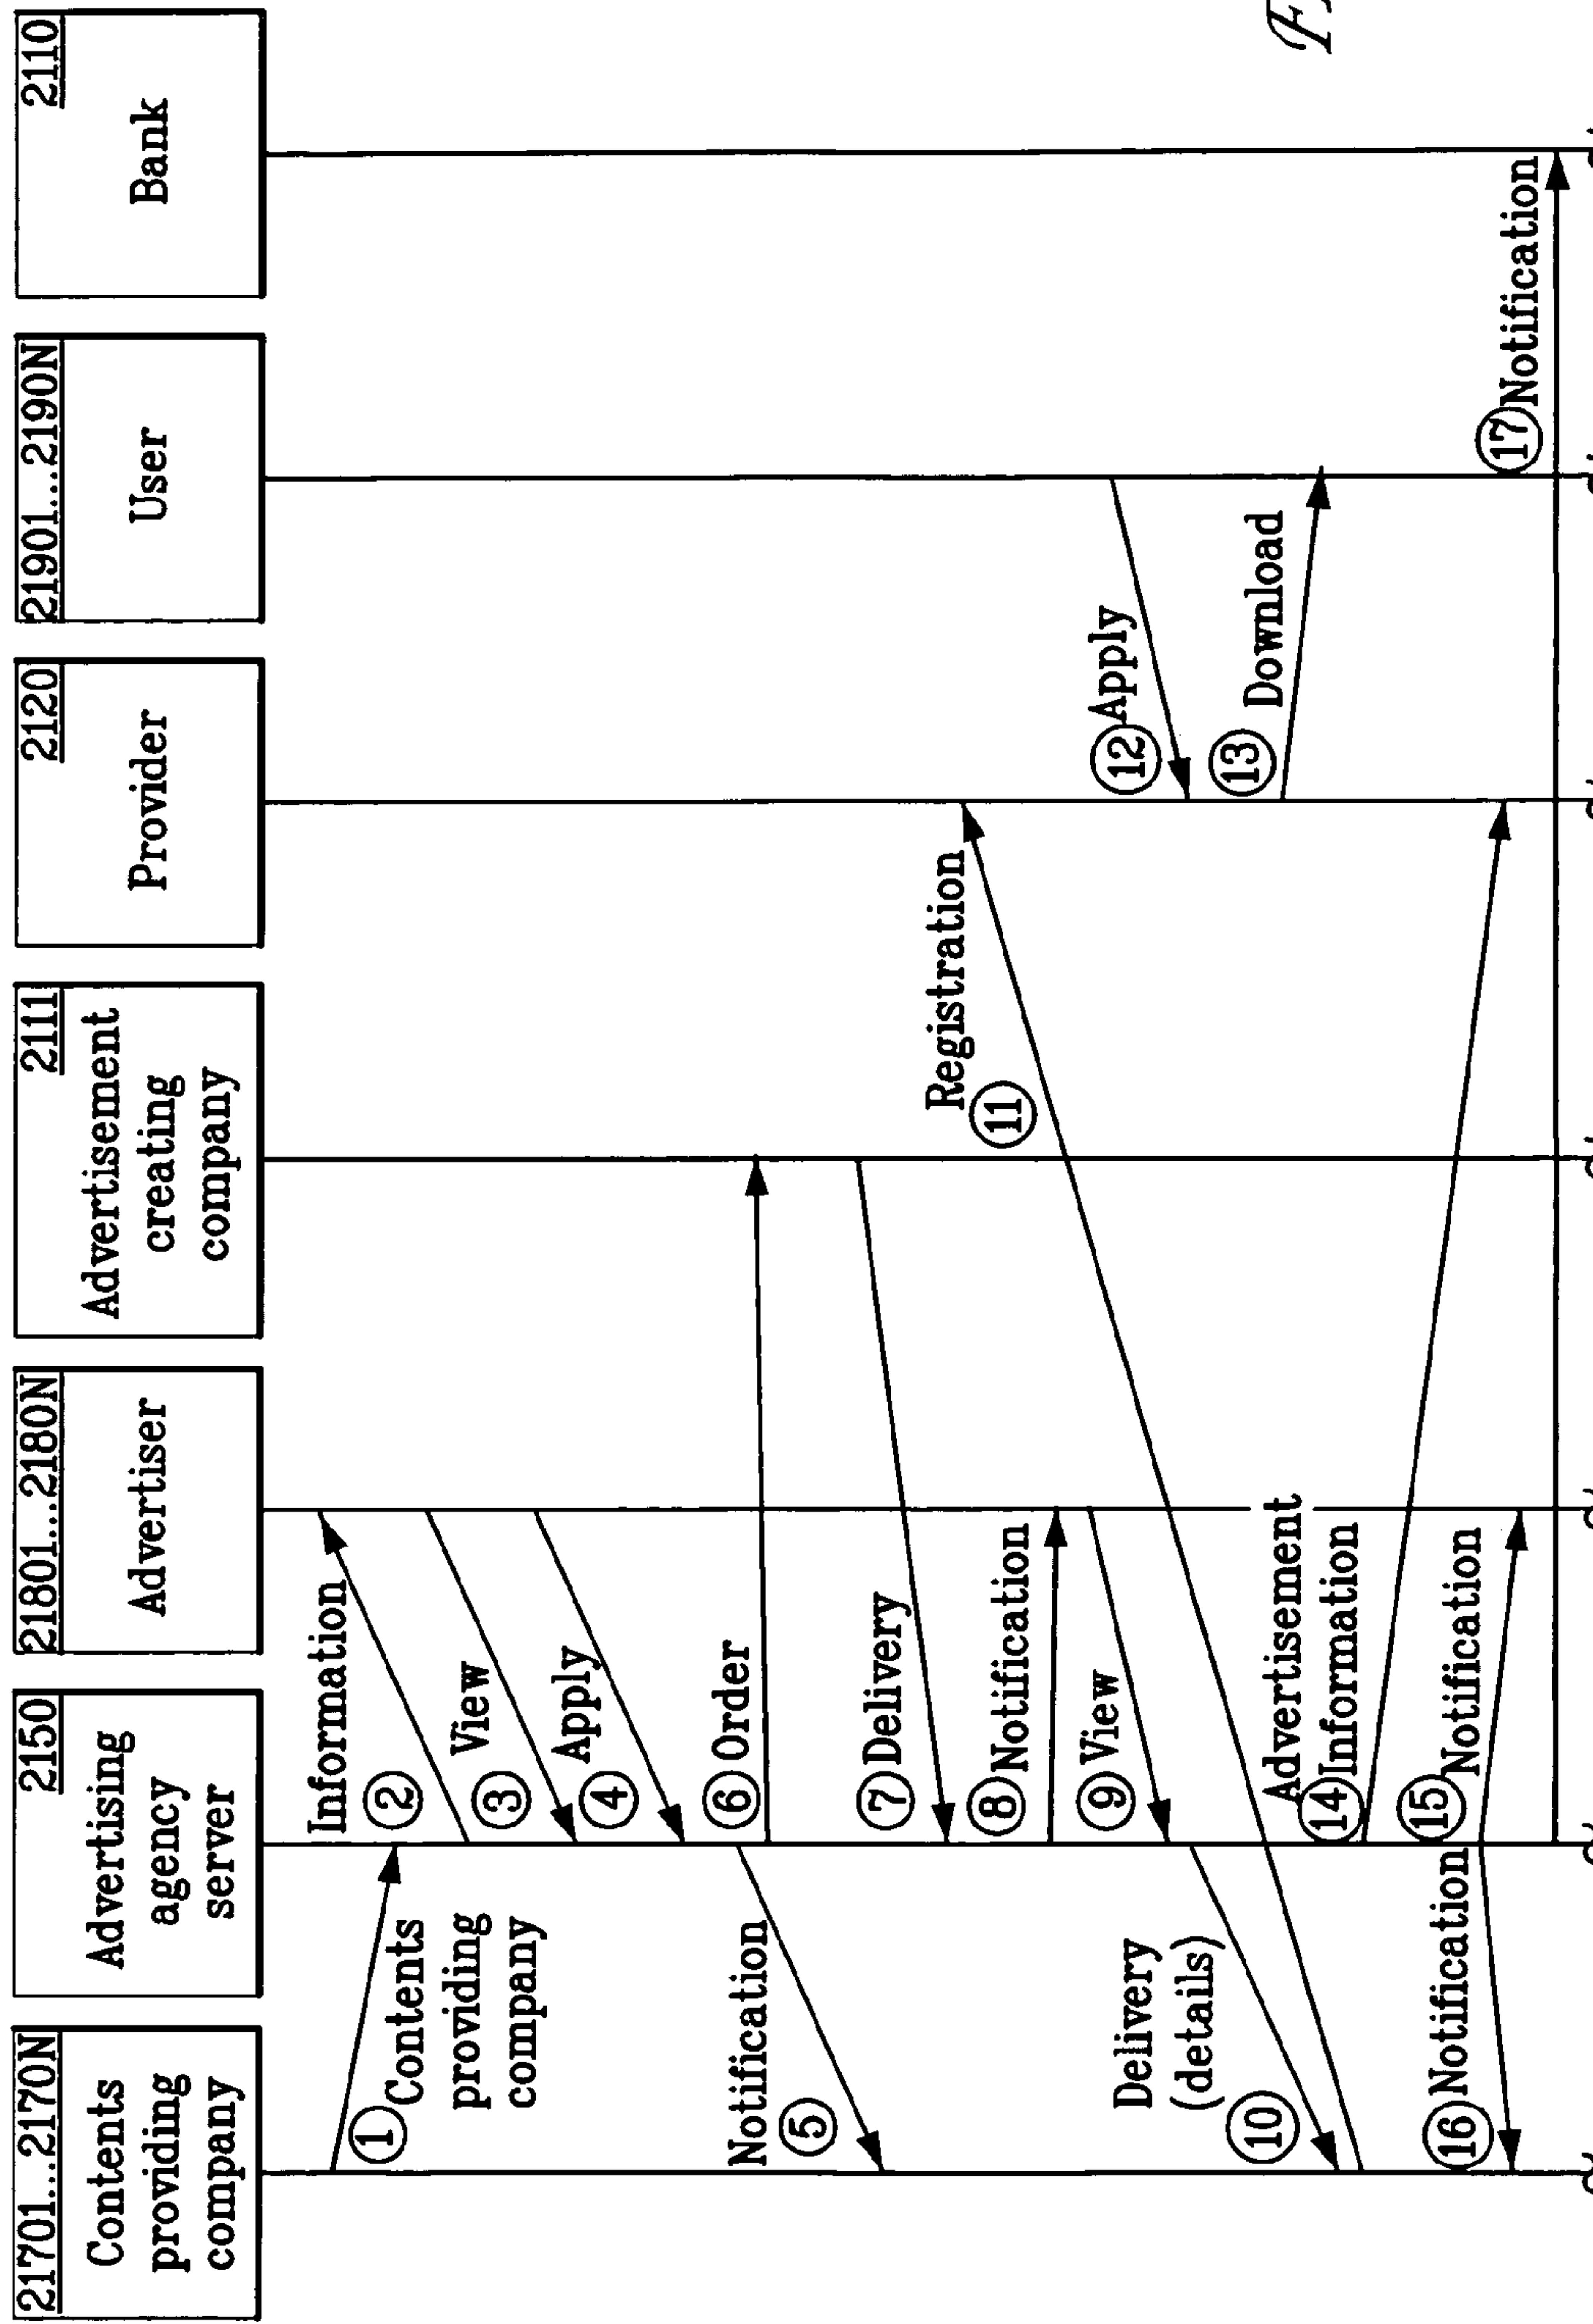 21701...2170N
Contents
providing
company
2150
Advertising
agency
server
21801...2180N
Advertiser
2111
Advertisement
creating
company
2120
Provider
21901...2190N
User
2110
Bank
① Contents
providing
company
Information
②
③ View
④ Apply
Notification
⑤
⑥ Order
⑦ Delivery
⑧ Notification
⑨ View
Delivery
(details)
⑩
Registration
⑪
⑫ Apply
⑬ Download
Advertisement
⑭ Information
⑮ Notification
⑯ Notification
⑰ Notification